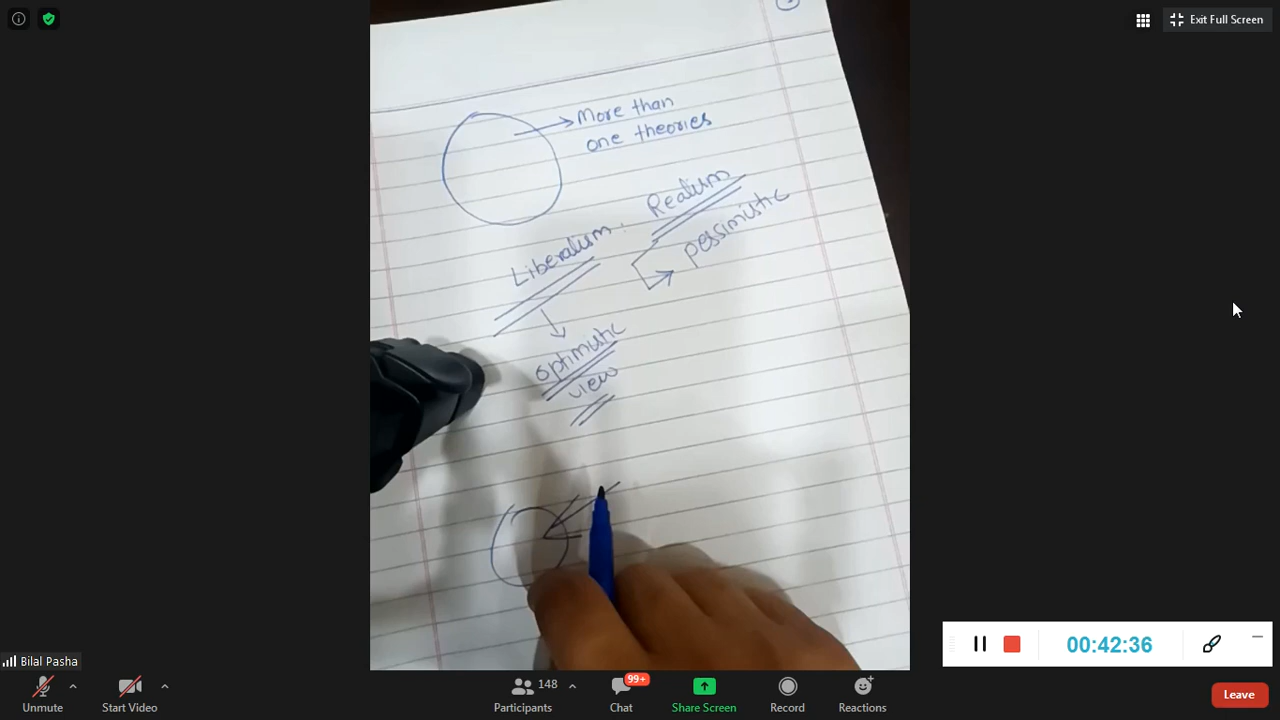 Exit Full Screen
More than
one theories
Realism
pessimistic
Liberalism
optimistic
view
00:42:36
Bilal Pasha
99+
148
Unmute
Start Video
Participants
Chat
Share Screen
Record
Reactions
Leave